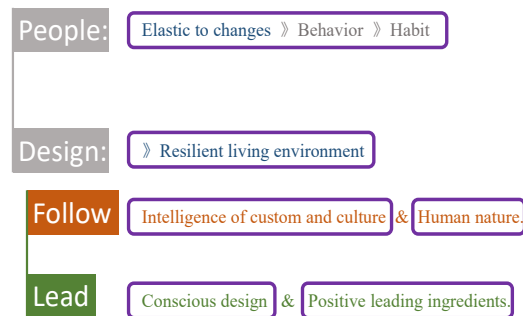 People: Elastic to changes 》 Behavior 》 Habit
Design: 》 Resilient living environment
Follow Intelligence of custom and culture & Human nature.
Lead Conscious design & Positive leading ingredients.